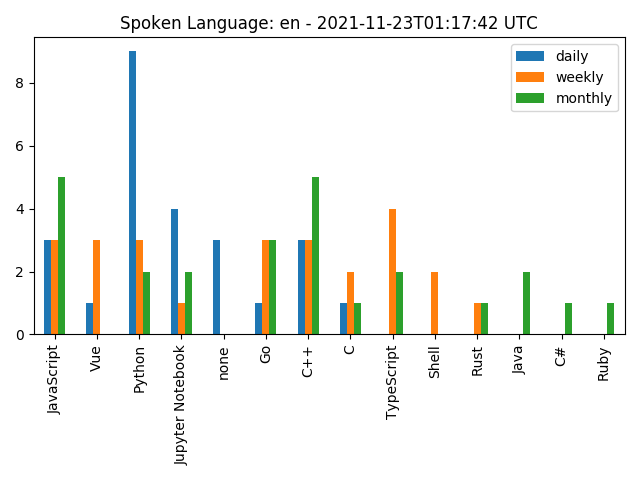 Spoken Language: en - 2021-11-23T01:17:42 UTC
daily
weekly
monthly
8
6
4
2
0
JavaScript
Vue
Python
Jupyter Notebook
none
Go
C++
C
TypeScript
Shell
Rust
Java
C#
Ruby